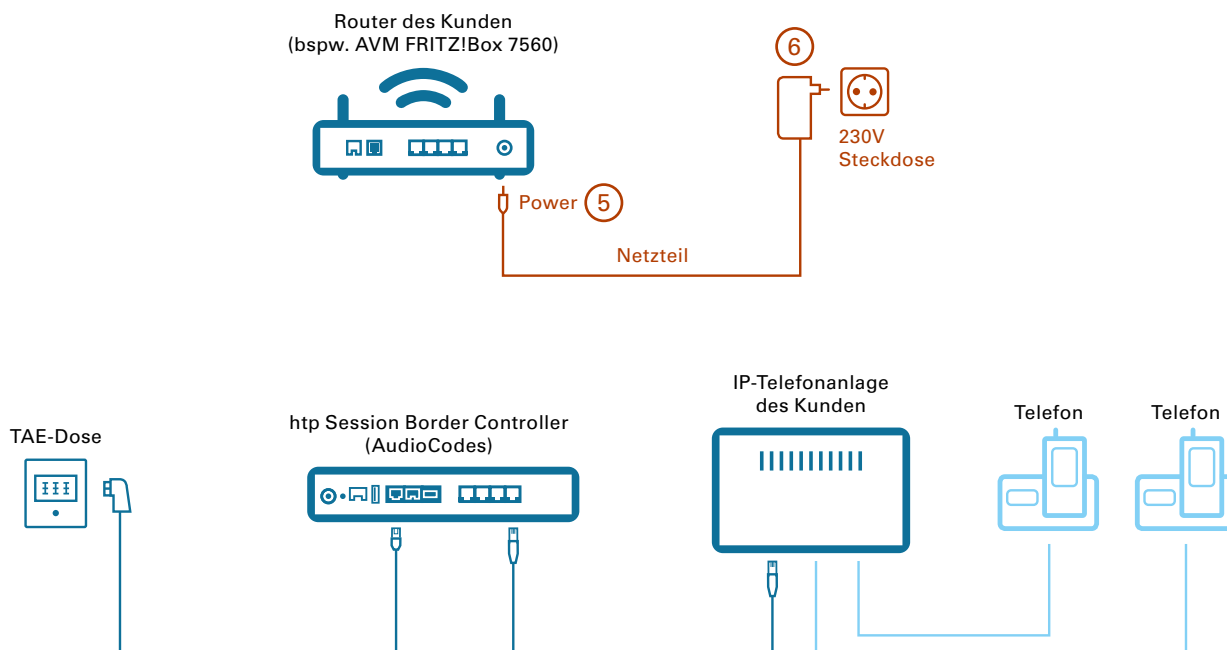 Router des Kunden
(bspw. AVM FRITZ!Box 7560)
6
230V
Steckdose
Power 5
Netzteil
IP-Telefonanlage
des Kunden
Telefon
Telefon
htp Session Border Controller
(AudioCodes)
TAE-Dose